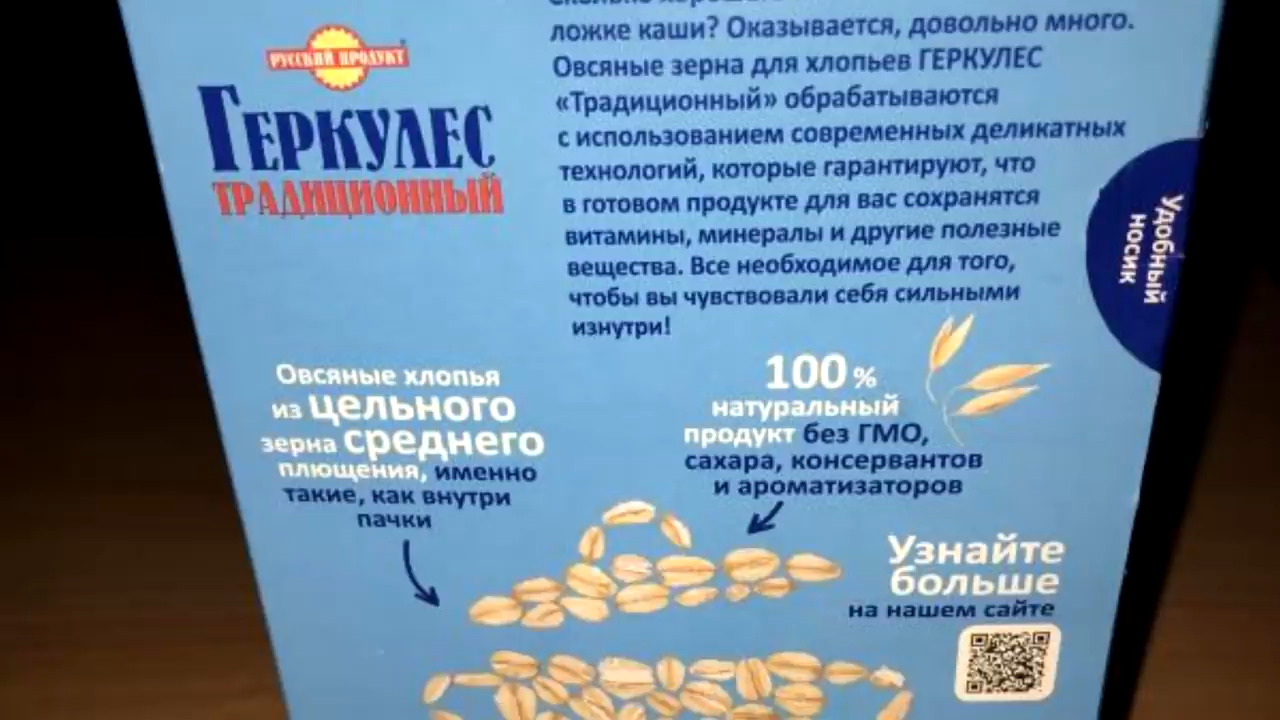 РУССКИЙ ПРОДУКТ
ГЕРКУЛЕС
ТРАДИЦИОННЫЙ
ложке каши? Оказывается, довольно много.
Овсяные зерна для хлопьев ГЕРКУЛЕС
«Традиционный» обрабатываются
с использованием современных деликатных
технологий, которые гарантируют, что
в готовом продукте для вас сохранятся
витамины, минералы и другие полезные
вещества. Все необходимое для того,
чтобы вы чувствовали себя сильными
изнутри!
Удобный
носик
Овсяные хлопья
из цельного
зерна среднего
плющения, именно
такие, как внутри
пачки
100 %
натуральный
продукт без ГМО,
сахара, консервантов
и ароматизаторов
Узнайте
больше
на нашем сайте